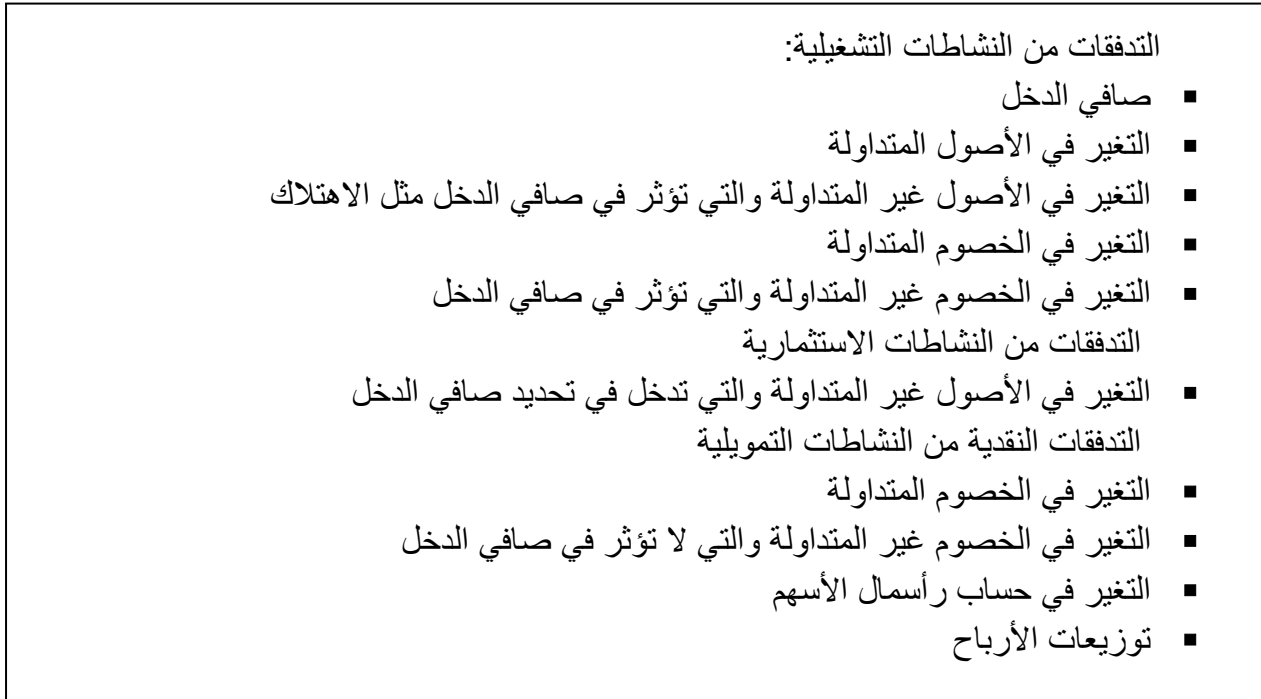 التدفقات من النشاطات التشغيلية:
▪ صافي الدخل
▪ التغير في الأصول المتداولة
▪ التغير في الأصول غير المتداولة والتي تؤثر في صافي الدخل مثل الاهتلاك
▪ التغير في الخصوم المتداولة
▪ التغير في الخصوم غير المتداولة والتي تؤثر في صافي الدخل
التدفقات من النشاطات الاستثمارية
▪ التغير في الأصول غير المتداولة والتي تدخل في تحديد صافي الدخل
التدفقات النقدية من النشاطات التمويلية
▪ التغير في الخصوم المتداولة
▪ التغير في الخصوم غير المتداولة والتي لا تؤثر في صافي الدخل
▪ التغير في حساب رأسمال الأسهم
▪ توزيعات الأرباح